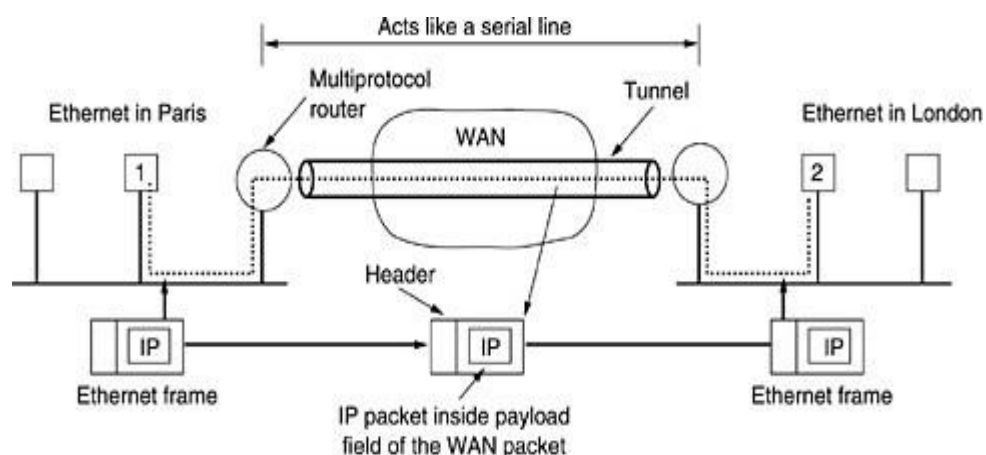 Acts like a serial line
Multiprotocol
router
Tunnel
Ethernet in Paris
Ethernet in London
WAN
1
2
Header
IP
IP
IP
Ethernet frame
Ethernet frame
IP packet inside payload
field of the WAN packet